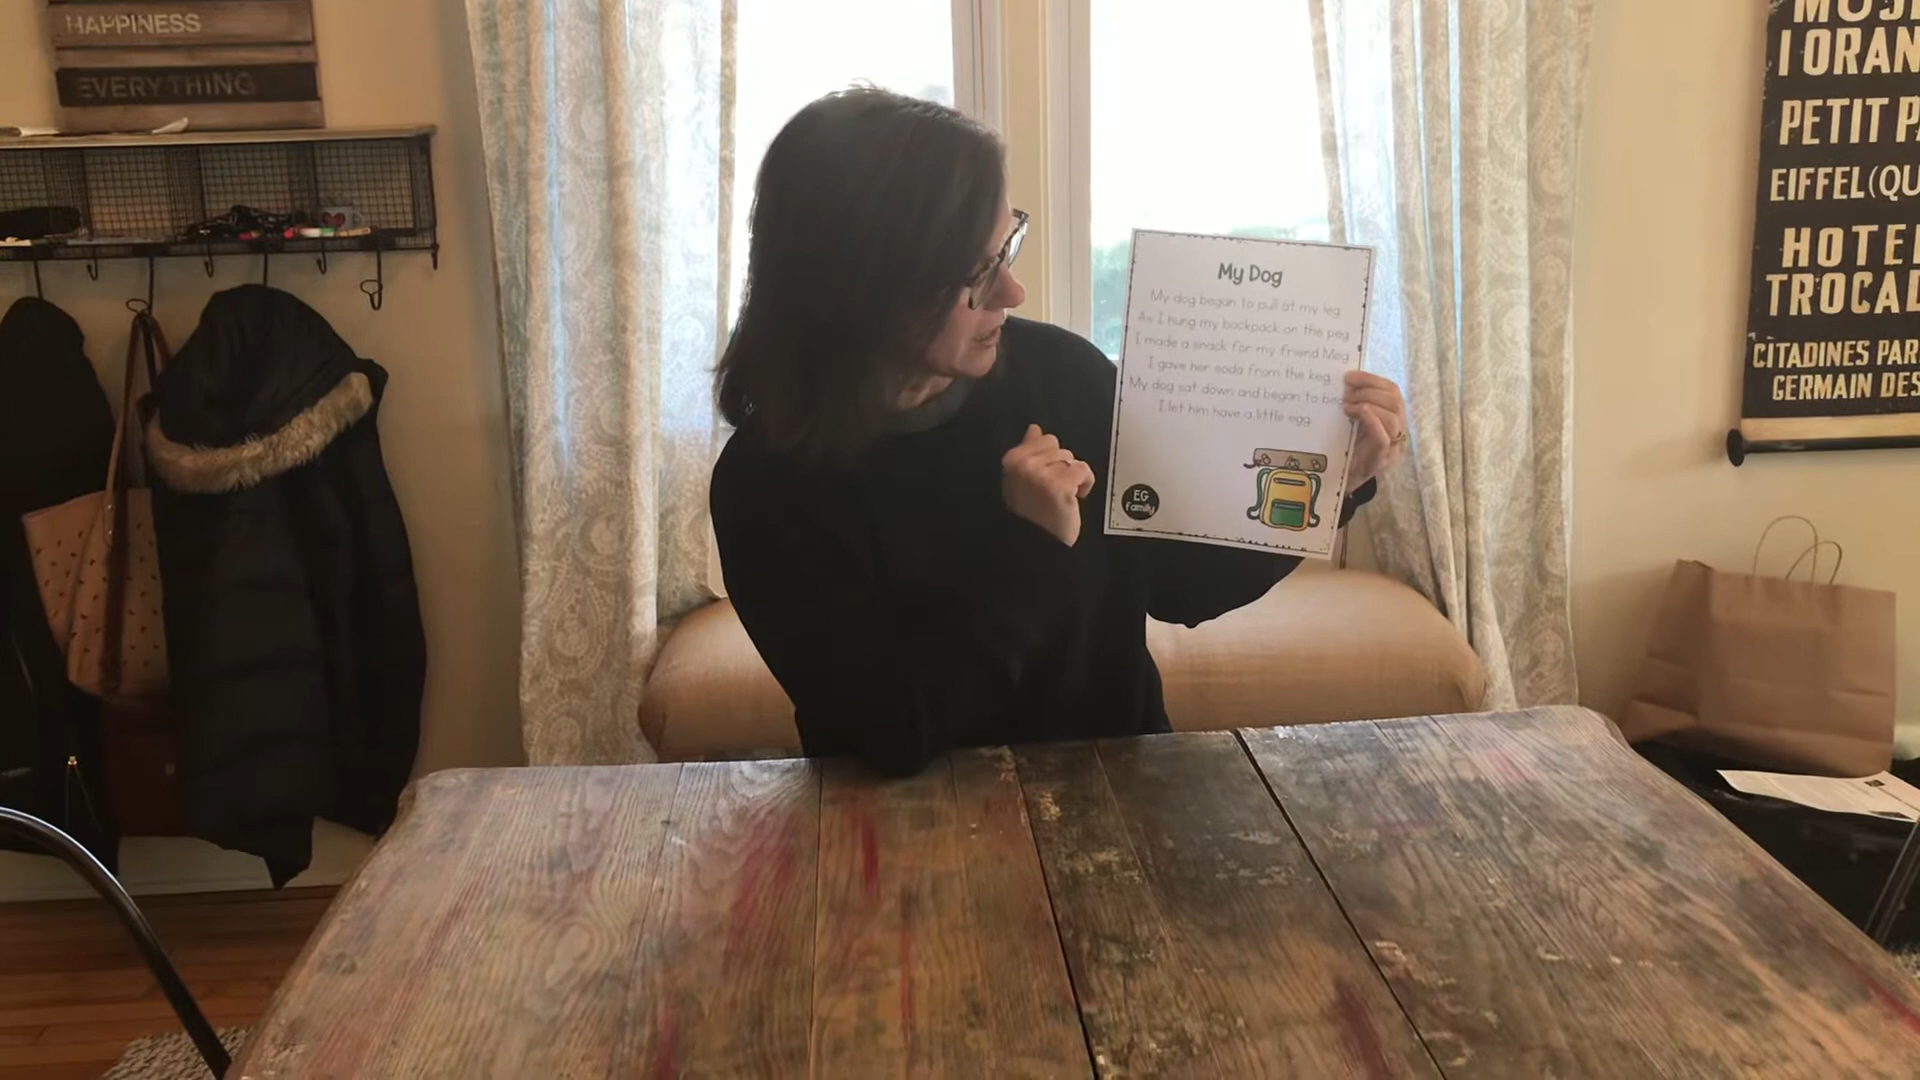 HAPPINESS
EVERYTHING
My Dog
My dog began to pull at my leg
As I hung my backpack on the peg
I made a snack for my friend Meg
I gave her soda from the keg
My dog sat down and began to beg
I let him have a little egg.
EG
family
I ORAN
PETIT P
EIFFEL (QU
HOTE
TROCAD
CITADINES PAR
GERMAIN DES